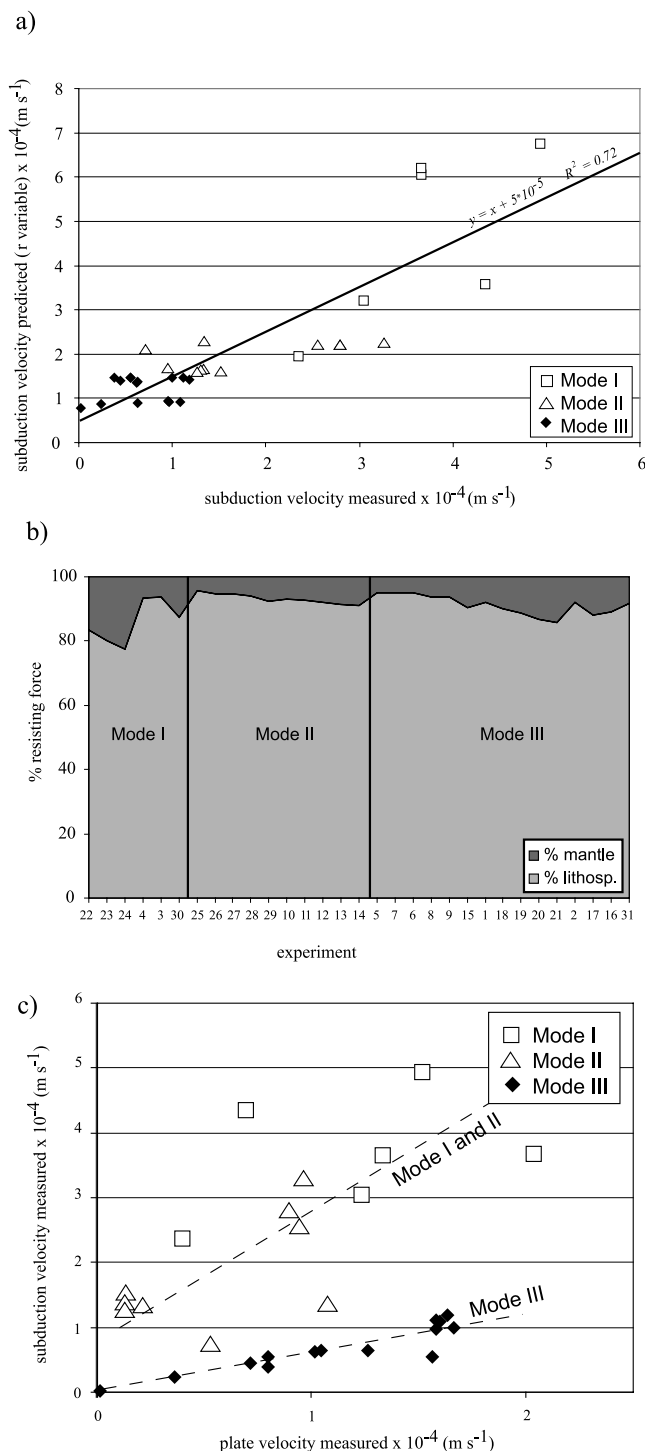 a)
subduction velocity predicted (r variable) x 10-4(m s-1)
8
7
6
5
4
3
2
1
0
y = x + 5*10-5
R2 = 0.72
Mode I
Mode II
Mode III
0 1 2 3 4 5 6
subduction velocity measured x 10-4(m s-1)
b)
% resisting force
100
80
60
40
20
0
Mode I
Mode II
Mode III
% mantle
% lithosp.
22 23 24 4 3 30 25 26 27 28 29 10 11 12 13 14 5 7 6 8 9 15 1 18 19 20 21 2 17 16 31
experiment
c)
subduction velocity measured x 10-4(m s-1)
6
5
4
3
2
1
0
Mode I
Mode II
Mode III
Mode I and II
Mode III
0 1 2
plate velocity measured x 10-4(m s-1)